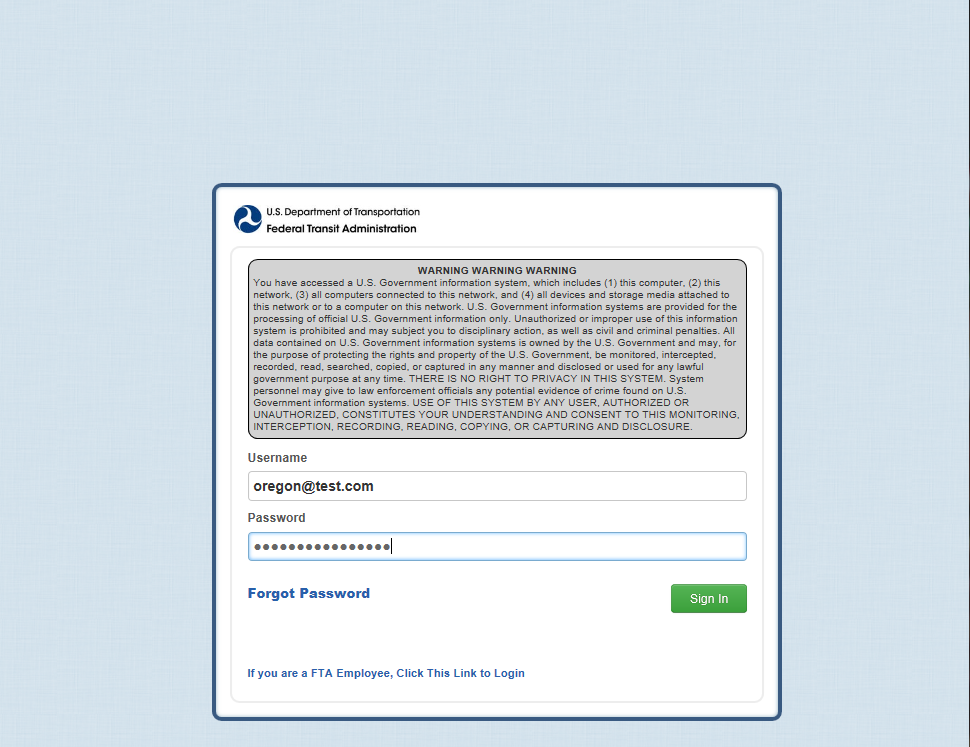 U.S. Department of Transportation
Federal Transit Administration
WARNING WARNING WARNING
You have accessed a U.S. Government information system, which includes (1) this computer, (2) this
network, (3) all computers connected to this network, and (4) all devices and storage media attached to
this network or to a computer on this network. U.S. Government information systems are provided for the
processing of official U.S. Government information only. Unauthorized or improper use of this information
system is prohibited and may subject you to disciplinary action, as well as civil and criminal penalties. All
data contained on U.S. Government information systems is owned by the U.S. Government and may, for
the purpose of protecting the rights and property of the U.S. Government, be monitored, intercepted,
recorded, read, searched, copied, or captured in any manner and disclosed or used for any lawful
government purpose at any time. THERE IS NO RIGHT TO PRIVACY IN THIS SYSTEM. System
personnel may give to law enforcement officials any potential evidence of crime found on U.S.
Government information systems. USE OF THIS SYSTEM BY ANY USER, AUTHORIZED OR
UNAUTHORIZED, CONSTITUTES YOUR UNDERSTANDING AND CONSENT TO THIS MONITORING,
INTERCEPTION, RECORDING, READING, COPYING, OR CAPTURING AND DISCLOSURE.
Username
oregon@test.com
Password
●●●●●●●●●●●●●●●●
Forgot Password
Sign In
If you are a FTA Employee, Click This Link to Login